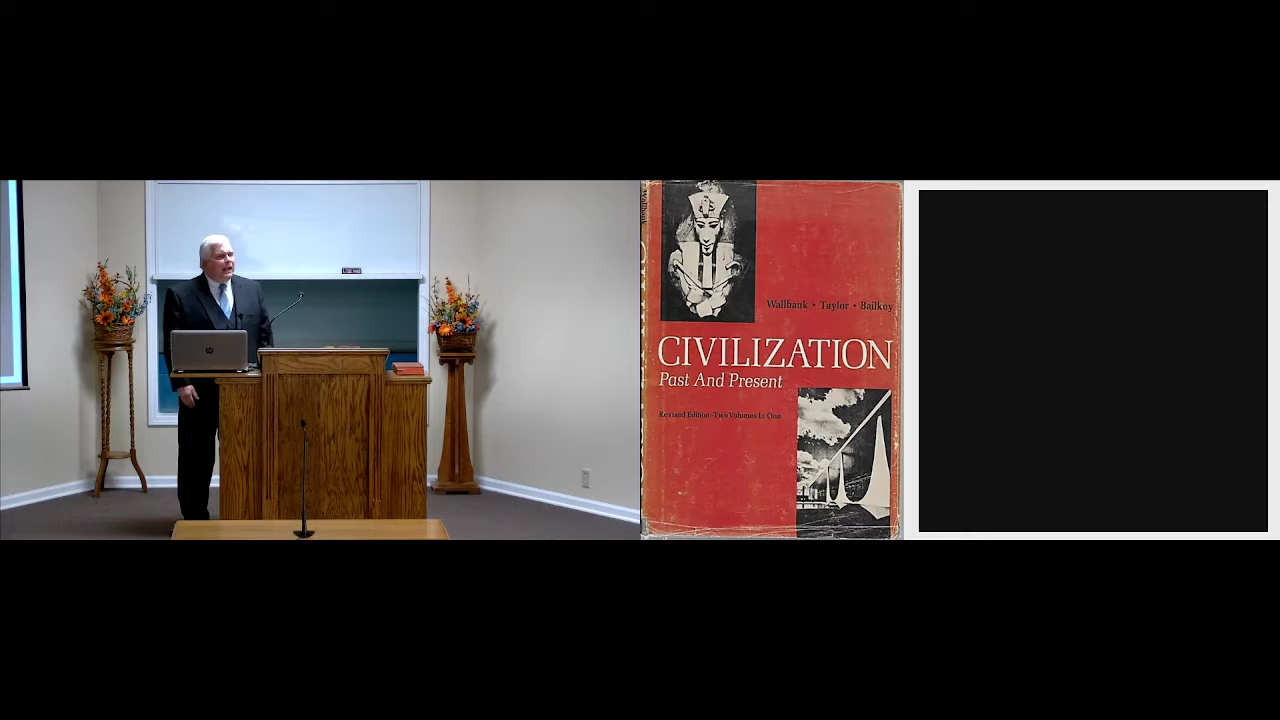 Wallbank • Taylor • Bailkey
CIVILIZATION
Past And Present
Revised Edition-Two Volumes In One